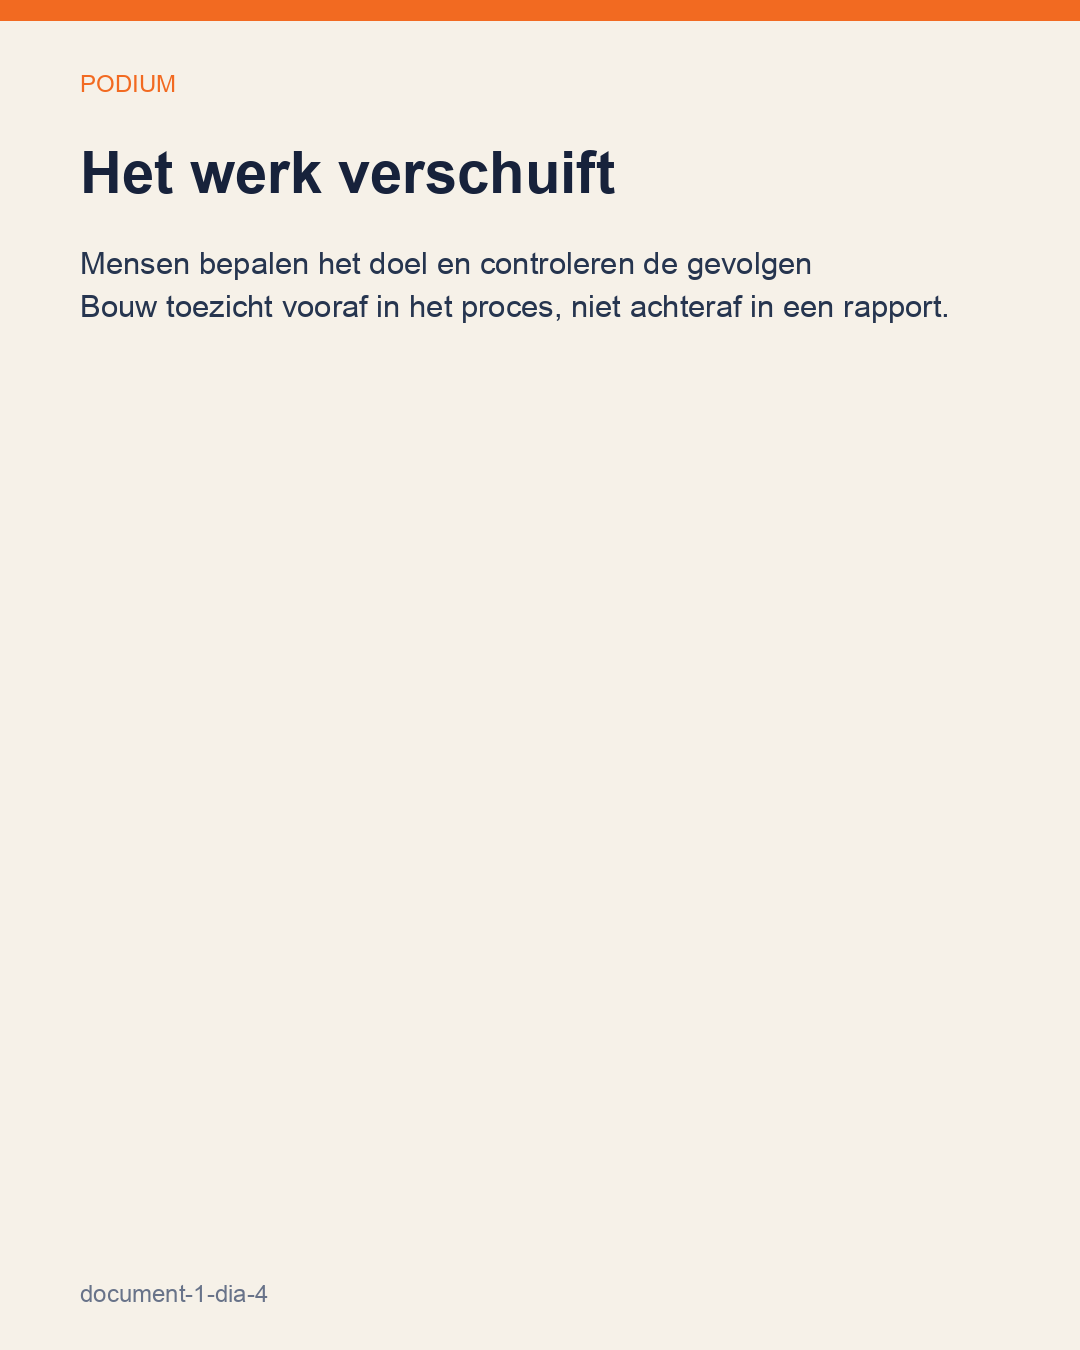 PODIUM
Het werk verschuift
Mensen bepalen het doel en controleren de gevolgen
Bouw toezicht vooraf in het proces, niet achteraf in een rapport.
document-1-dia-4